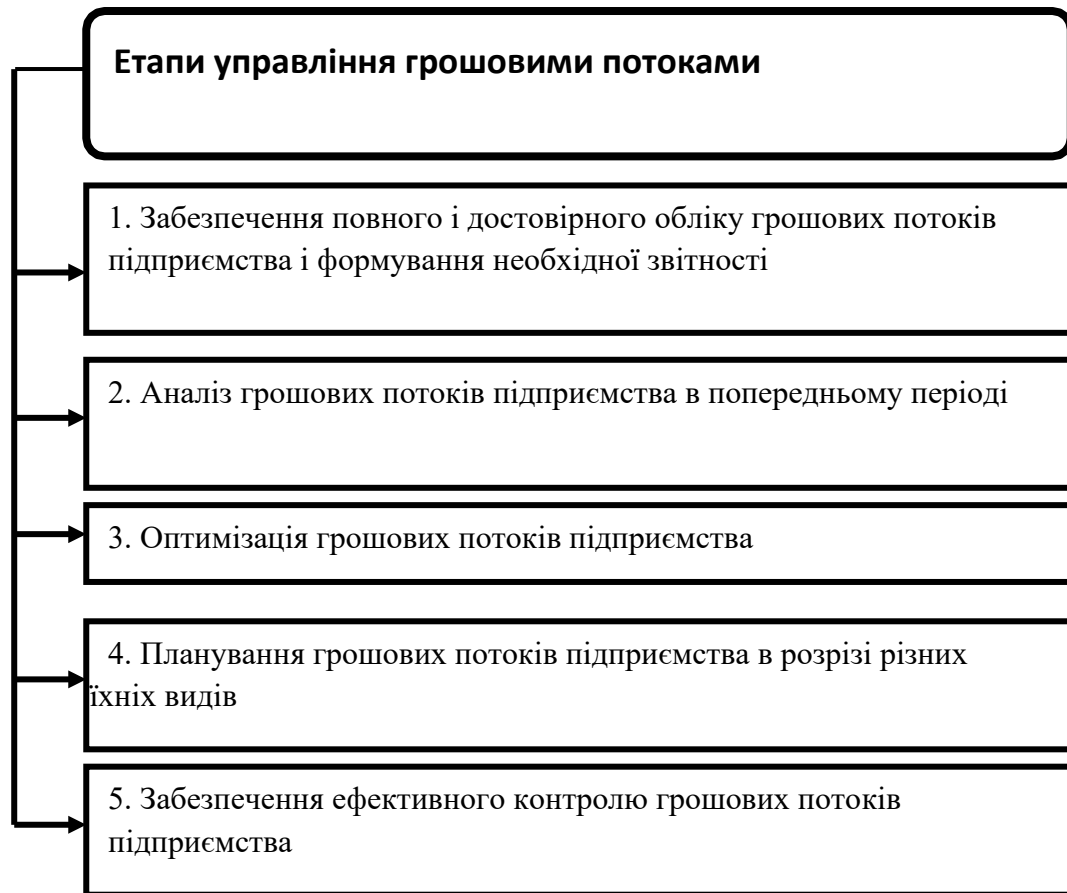 Етапи управління грошовими потоками
1. Забезпечення повного і достовірного обліку грошових потоків
підприємства і формування необхідної звітності
2. Аналіз грошових потоків підприємства в попередньому періоді
3. Оптимізація грошових потоків підприємства
4. Планування грошових потоків підприємства в розрізі різних
їхніх видів
5. Забезпечення ефективного контролю грошових потоків
підприємства